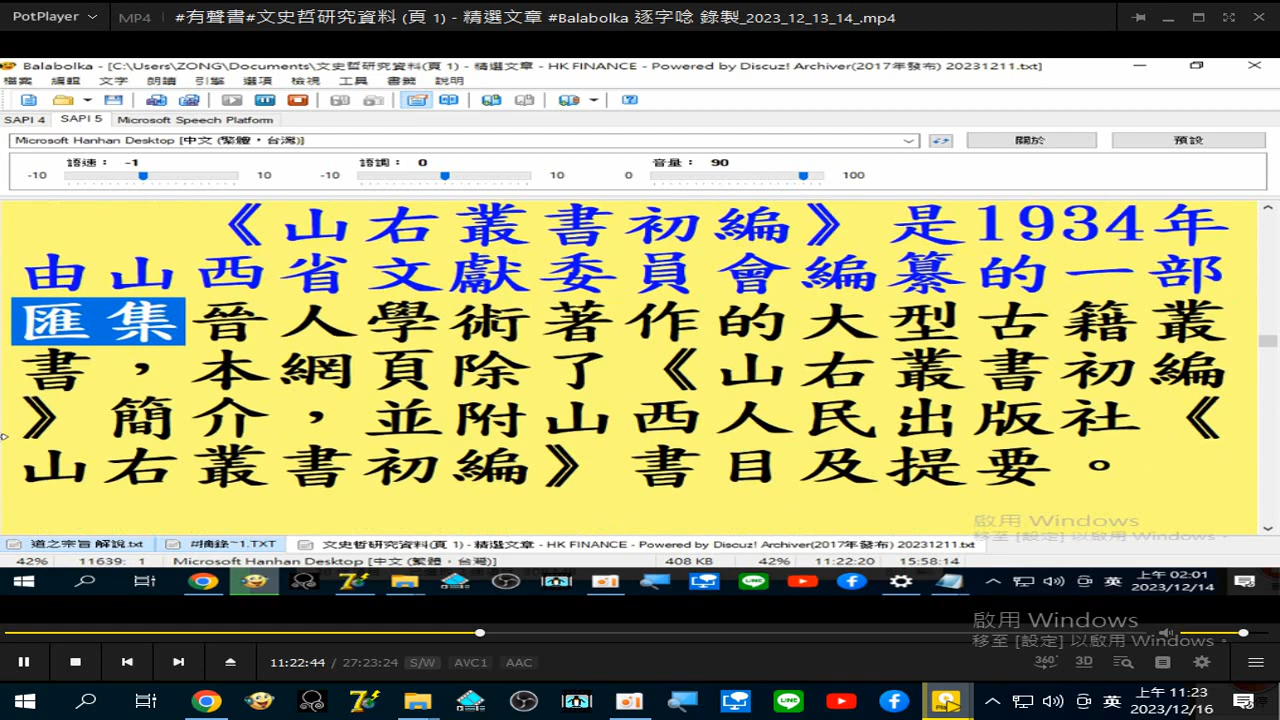 PotPlayer
MP4
#有聲書#文史哲研究資料 (頁 1) - 精選文章 #Balabolka 逐字唸 錄製_2023_12_13_14_.mp4
Balabolka - [C:\Users\ZONG\Documents\文史哲研究資料(頁 1) - 精選文章 - HK FINANCE - Powered by Discuz! Archiver(2017年發布) 20231211.txt]
檔案 編輯 文字 朗讀 引擎 選項 檢視 工具 書籤 說明
SAPI 4 SAPI 5 Microsoft Speech Platform
Microsoft Hanhan Desktop [中文 (繁體，台灣)]
關於 預設
語速： -1 語調： 0 音量： 90
-10 10 -10 10 0 100
《山右叢書初編》是1934年
由山西省文獻委員會編纂的一部
匯集晉人學術著作的大型古籍叢
書，本網頁除了《山右叢書初編
》簡介，並附山西人民出版社《
山右叢書初編》書目及提要。
啟用 Windows
移至 [設定] 以啟用 Windows。
道之宗旨 解說.txt #摘錄~1.TXT 文史哲研究資料(頁 1) - 精選文章 - HK FINANCE - Powered by Discuz! Archiver(2017年發布) 20231211.txt
42% 11639: 1 Microsoft Hanhan Desktop [中文 (繁體，台灣)] 408 KB 42% 11:22:20 15:58:14
英 上午 02:01
2023/12/14
啟用 Windows
移至 [設定] 以啟用 Windows。
11:22:44 / 27:23:24 S/W AVC1 AAC
360° 3D
英 上午 11:23
2023/12/16